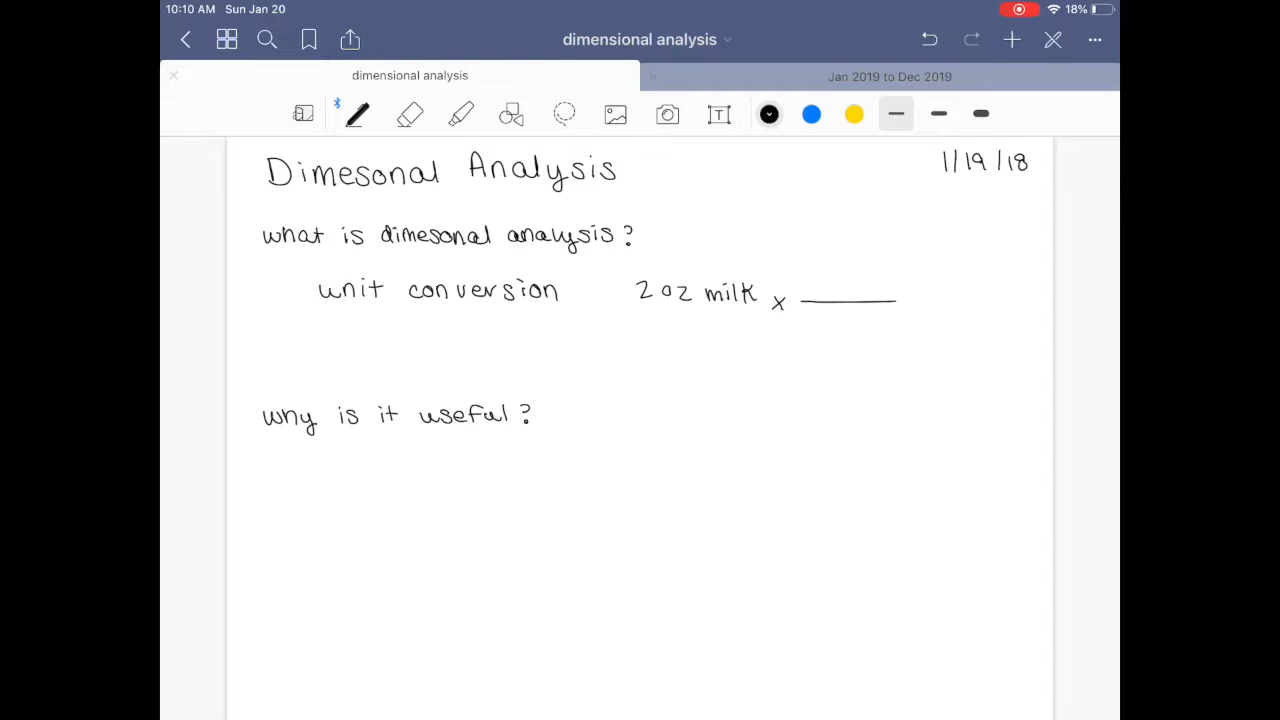 10:10 AM Sun Jan 20 18%
dimensional analysis
dimensional analysis Jan 2019 to Dec 2019
T
Dimesonal Analysis 1/19/18
what is dimesonal analysis?
unit conversion 2 oz milk x
why is it useful?